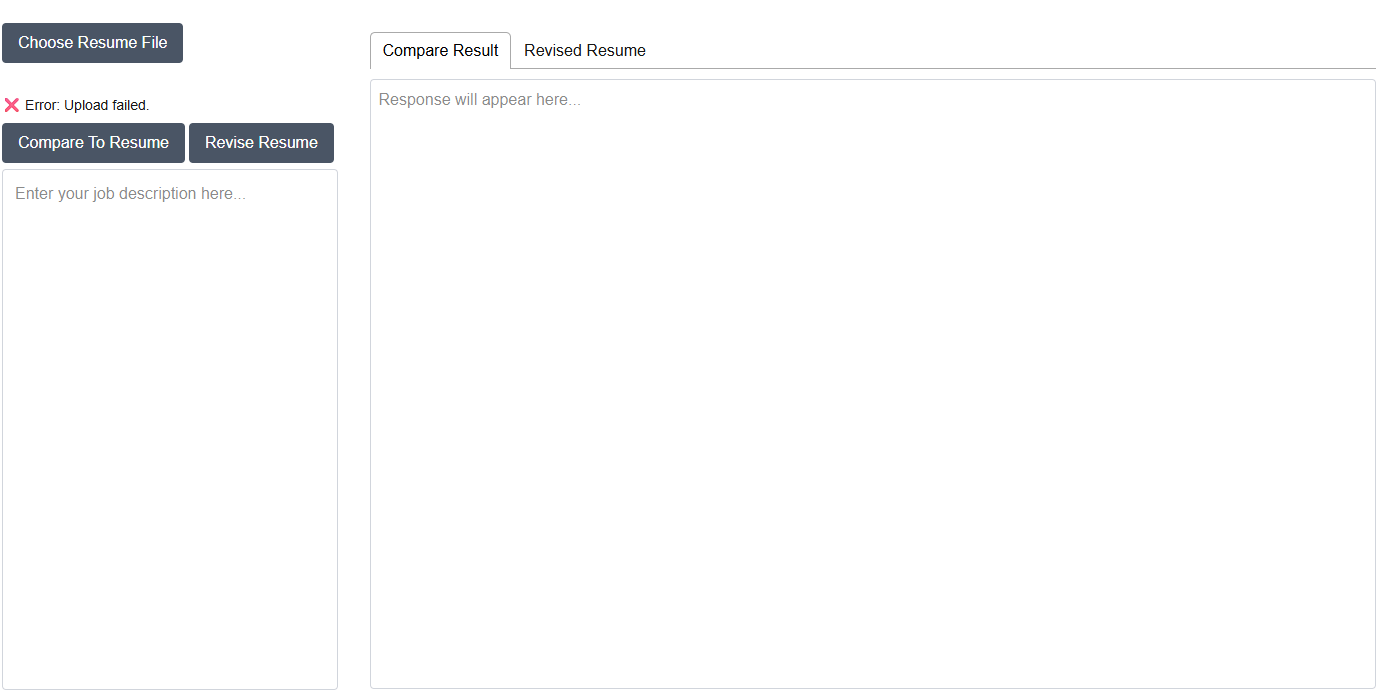 Choose Resume File
❌ Error: Upload failed.
Compare To Resume
Revise Resume
Enter your job description here...
Compare Result
Revised Resume
Response will appear here...